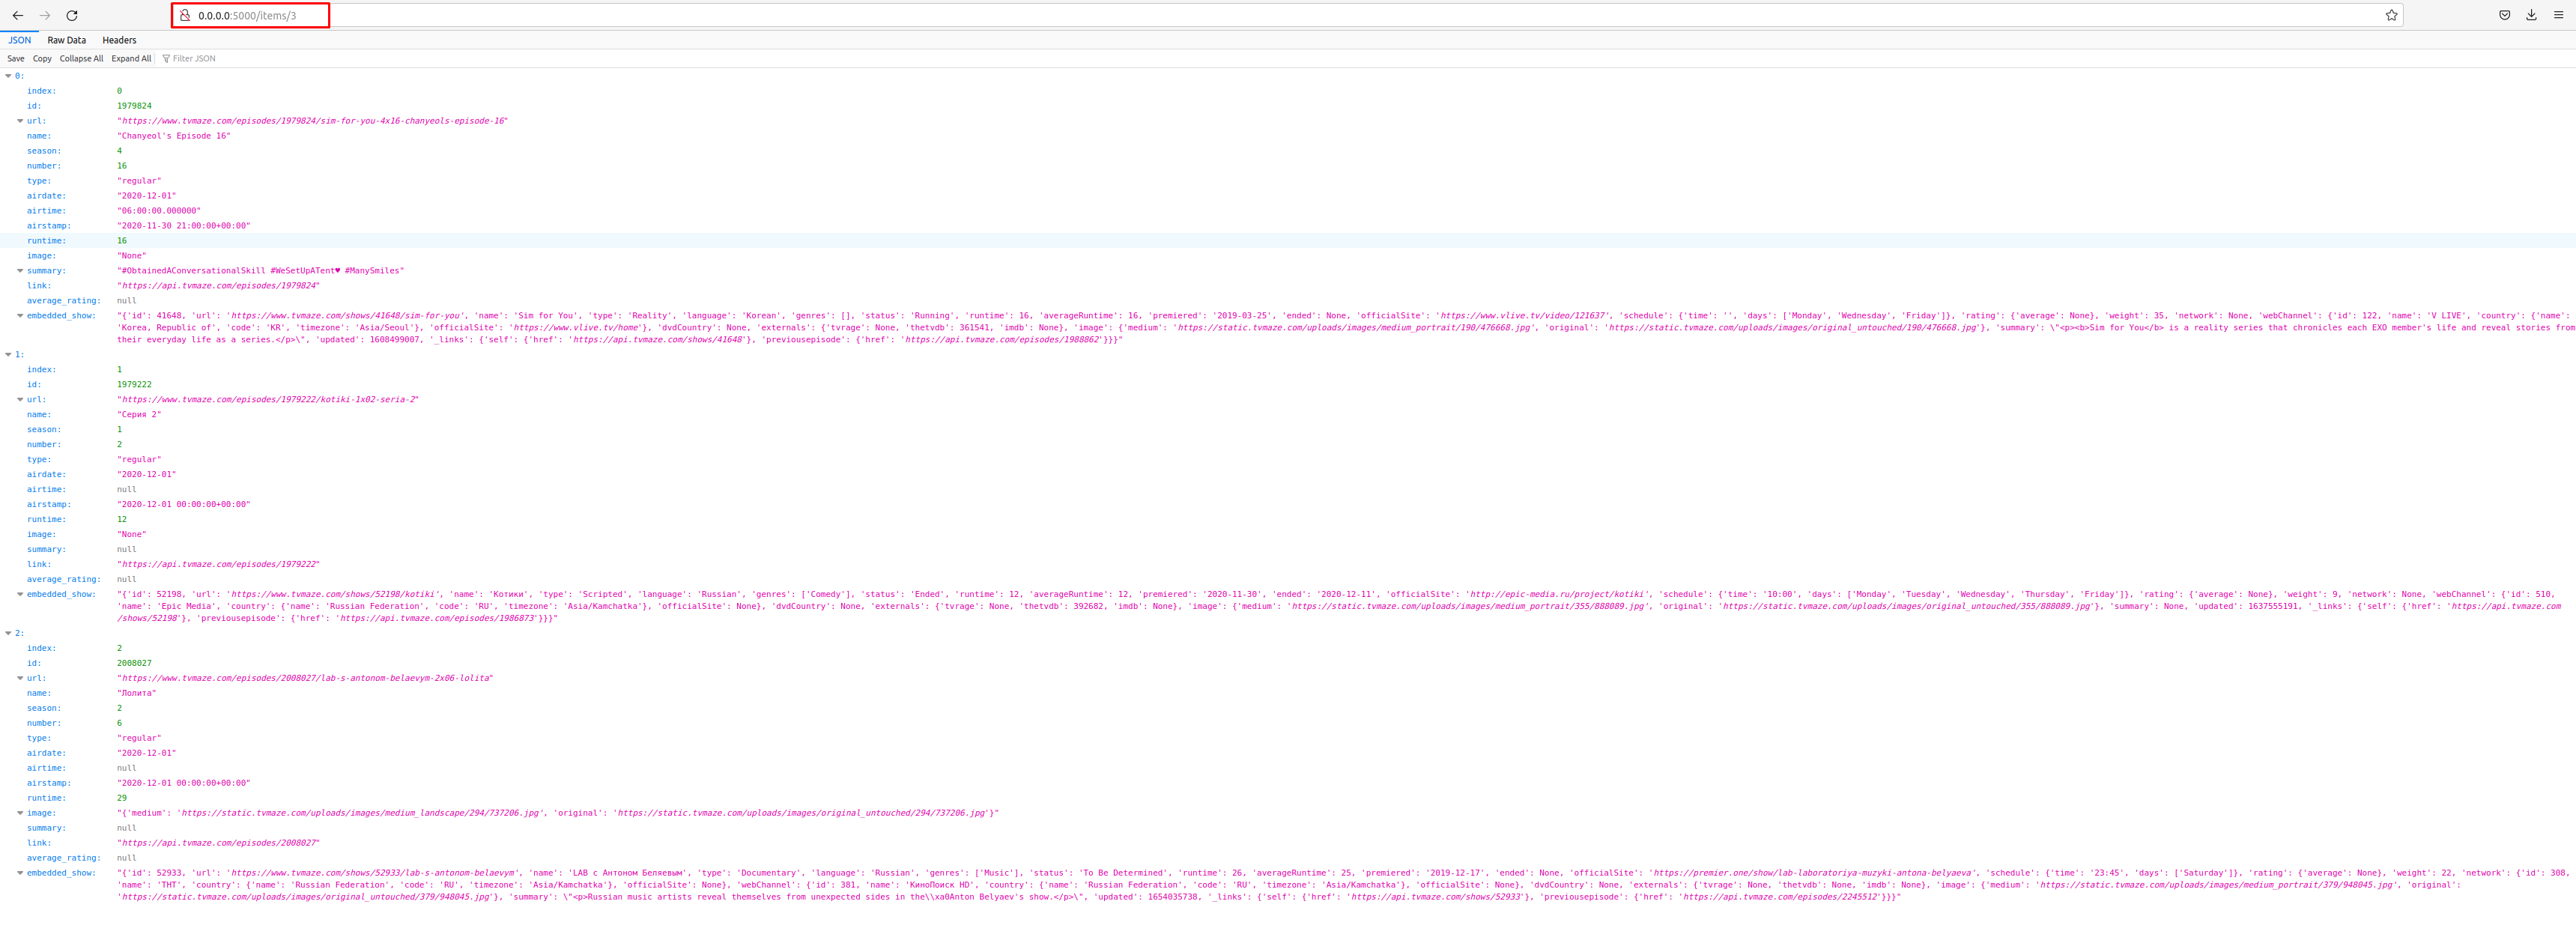 0.0.0.0:5000/items/3
JSON Raw Data Headers
Save Copy Collapse All Expand All Filter JSON
0:
index: 0
id: 1979824
url: "https://www.tvmaze.com/episodes/1979824/sim-for-you-4x16-chanyeols-episode-16"
name: "Chanyeol's Episode 16"
season: 4
number: 16
type: "regular"
airdate: "2020-12-01"
airtime: "06:00:00.000000"
airstamp: "2020-11-30 21:00:00+00:00"
runtime: 16
image: "None"
summary: "#ObtainedAConversationalSkill #WeSetUpATent♥ #ManySmiles"
link: "https://api.tvmaze.com/episodes/1979824"
average_rating: null
embedded_show: "{'id': 41648, 'url': 'https://www.tvmaze.com/shows/41648/sim-for-you', 'name': 'Sim for You', 'type': 'Reality', 'language': 'Korean', 'genres': [], 'status': 'Running', 'runtime': 16, 'averageRuntime': 16, 'premiered': '2019-03-25', 'ended': None, 'officialSite': 'https://www.vlive.tv/video/121637', 'schedule': {'time': '', 'days': ['Monday', 'Wednesday', 'Friday']}, 'rating': {'average': None}, 'weight': 35, 'network': None, 'webChannel': {'id': 122, 'name': 'V LIVE', 'country': {'name':
'Korea, Republic of', 'code': 'KR', 'timezone': 'Asia/Seoul'}, 'officialSite': 'https://www.vlive.tv/home'}, 'dvdCountry': None, 'externals': {'tvrage': None, 'thetvdb': 361541, 'imdb': None}, 'image': {'medium': 'https://static.tvmaze.com/uploads/images/medium_portrait/190/476668.jpg', 'original': 'https://static.tvmaze.com/uploads/images/original_untouched/190/476668.jpg'}, 'summary': \"<p><b>Sim for You</b> is a reality series that chronicles each EXO member's life and reveal stories from
their everyday life as a series.</p>\", 'updated': 1608499007, '_links': {'self': {'href': 'https://api.tvmaze.com/shows/41648'}, 'previousepisode': {'href': 'https://api.tvmaze.com/episodes/1988862'}}}"
1:
index: 1
id: 1979222
url: "https://www.tvmaze.com/episodes/1979222/kotiki-1x02-seria-2"
name: "Серия 2"
season: 1
number: 2
type: "regular"
airdate: "2020-12-01"
airtime: null
airstamp: "2020-12-01 00:00:00+00:00"
runtime: 12
image: "None"
summary: null
link: "https://api.tvmaze.com/episodes/1979222"
average_rating: null
embedded_show: "{'id': 52198, 'url': 'https://www.tvmaze.com/shows/52198/kotiki', 'name': 'Котики', 'type': 'Scripted', 'language': 'Russian', 'genres': ['Comedy'], 'status': 'Ended', 'runtime': 12, 'averageRuntime': 12, 'premiered': '2020-11-30', 'ended': '2020-12-11', 'officialSite': 'http://epic-media.ru/project/kotiki', 'schedule': {'time': '10:00', 'days': ['Monday', 'Tuesday', 'Wednesday', 'Thursday', 'Friday']}, 'rating': {'average': None}, 'weight': 9, 'network': None, 'webChannel': {'id': 510,
'name': 'Epic Media', 'country': {'name': 'Russian Federation', 'code': 'RU', 'timezone': 'Asia/Kamchatka'}, 'officialSite': None}, 'dvdCountry': None, 'externals': {'tvrage': None, 'thetvdb': 392682, 'imdb': None}, 'image': {'medium': 'https://static.tvmaze.com/uploads/images/medium_portrait/355/888089.jpg', 'original': 'https://static.tvmaze.com/uploads/images/original_untouched/355/888089.jpg'}, 'summary': None, 'updated': 1637555191, '_links': {'self': {'href': 'https://api.tvmaze.com
/shows/52198'}, 'previousepisode': {'href': 'https://api.tvmaze.com/episodes/1986873'}}}"
2:
index: 2
id: 2008027
url: "https://www.tvmaze.com/episodes/2008027/lab-s-antonom-belaevym-2x06-lolita"
name: "Лолита"
season: 2
number: 6
type: "regular"
airdate: "2020-12-01"
airtime: null
airstamp: "2020-12-01 00:00:00+00:00"
runtime: 29
image: "{'medium': 'https://static.tvmaze.com/uploads/images/medium_landscape/294/737206.jpg', 'original': 'https://static.tvmaze.com/uploads/images/original_untouched/294/737206.jpg'}"
summary: null
link: "https://api.tvmaze.com/episodes/2008027"
average_rating: null
embedded_show: "{'id': 52933, 'url': 'https://www.tvmaze.com/shows/52933/lab-s-antonom-belaevym', 'name': 'LAB с Антоном Беляевым', 'type': 'Documentary', 'language': 'Russian', 'genres': ['Music'], 'status': 'To Be Determined', 'runtime': 26, 'averageRuntime': 25, 'premiered': '2019-12-17', 'ended': None, 'officialSite': 'https://premier.one/show/lab-laboratoriya-muzyki-antona-belyaeva', 'schedule': {'time': '23:45', 'days': ['Saturday']}, 'rating': {'average': None}, 'weight': 22, 'network': {'id': 308,
'name': 'ТНТ', 'country': {'name': 'Russian Federation', 'code': 'RU', 'timezone': 'Asia/Kamchatka'}, 'officialSite': None}, 'webChannel': {'id': 381, 'name': 'КиноПоиск HD', 'country': {'name': 'Russian Federation', 'code': 'RU', 'timezone': 'Asia/Kamchatka'}, 'officialSite': None}, 'dvdCountry': None, 'externals': {'tvrage': None, 'thetvdb': None, 'imdb': None}, 'image': {'medium': 'https://static.tvmaze.com/uploads/images/medium_portrait/379/948045.jpg', 'original':
'https://static.tvmaze.com/uploads/images/original_untouched/379/948045.jpg'}, 'summary': \"<p>Russian music artists reveal themselves from unexpected sides in the\\xa0Anton Belyaev's show.</p>\", 'updated': 1654035738, '_links': {'self': {'href': 'https://api.tvmaze.com/shows/52933'}, 'previousepisode': {'href': 'https://api.tvmaze.com/episodes/2245512'}}}"